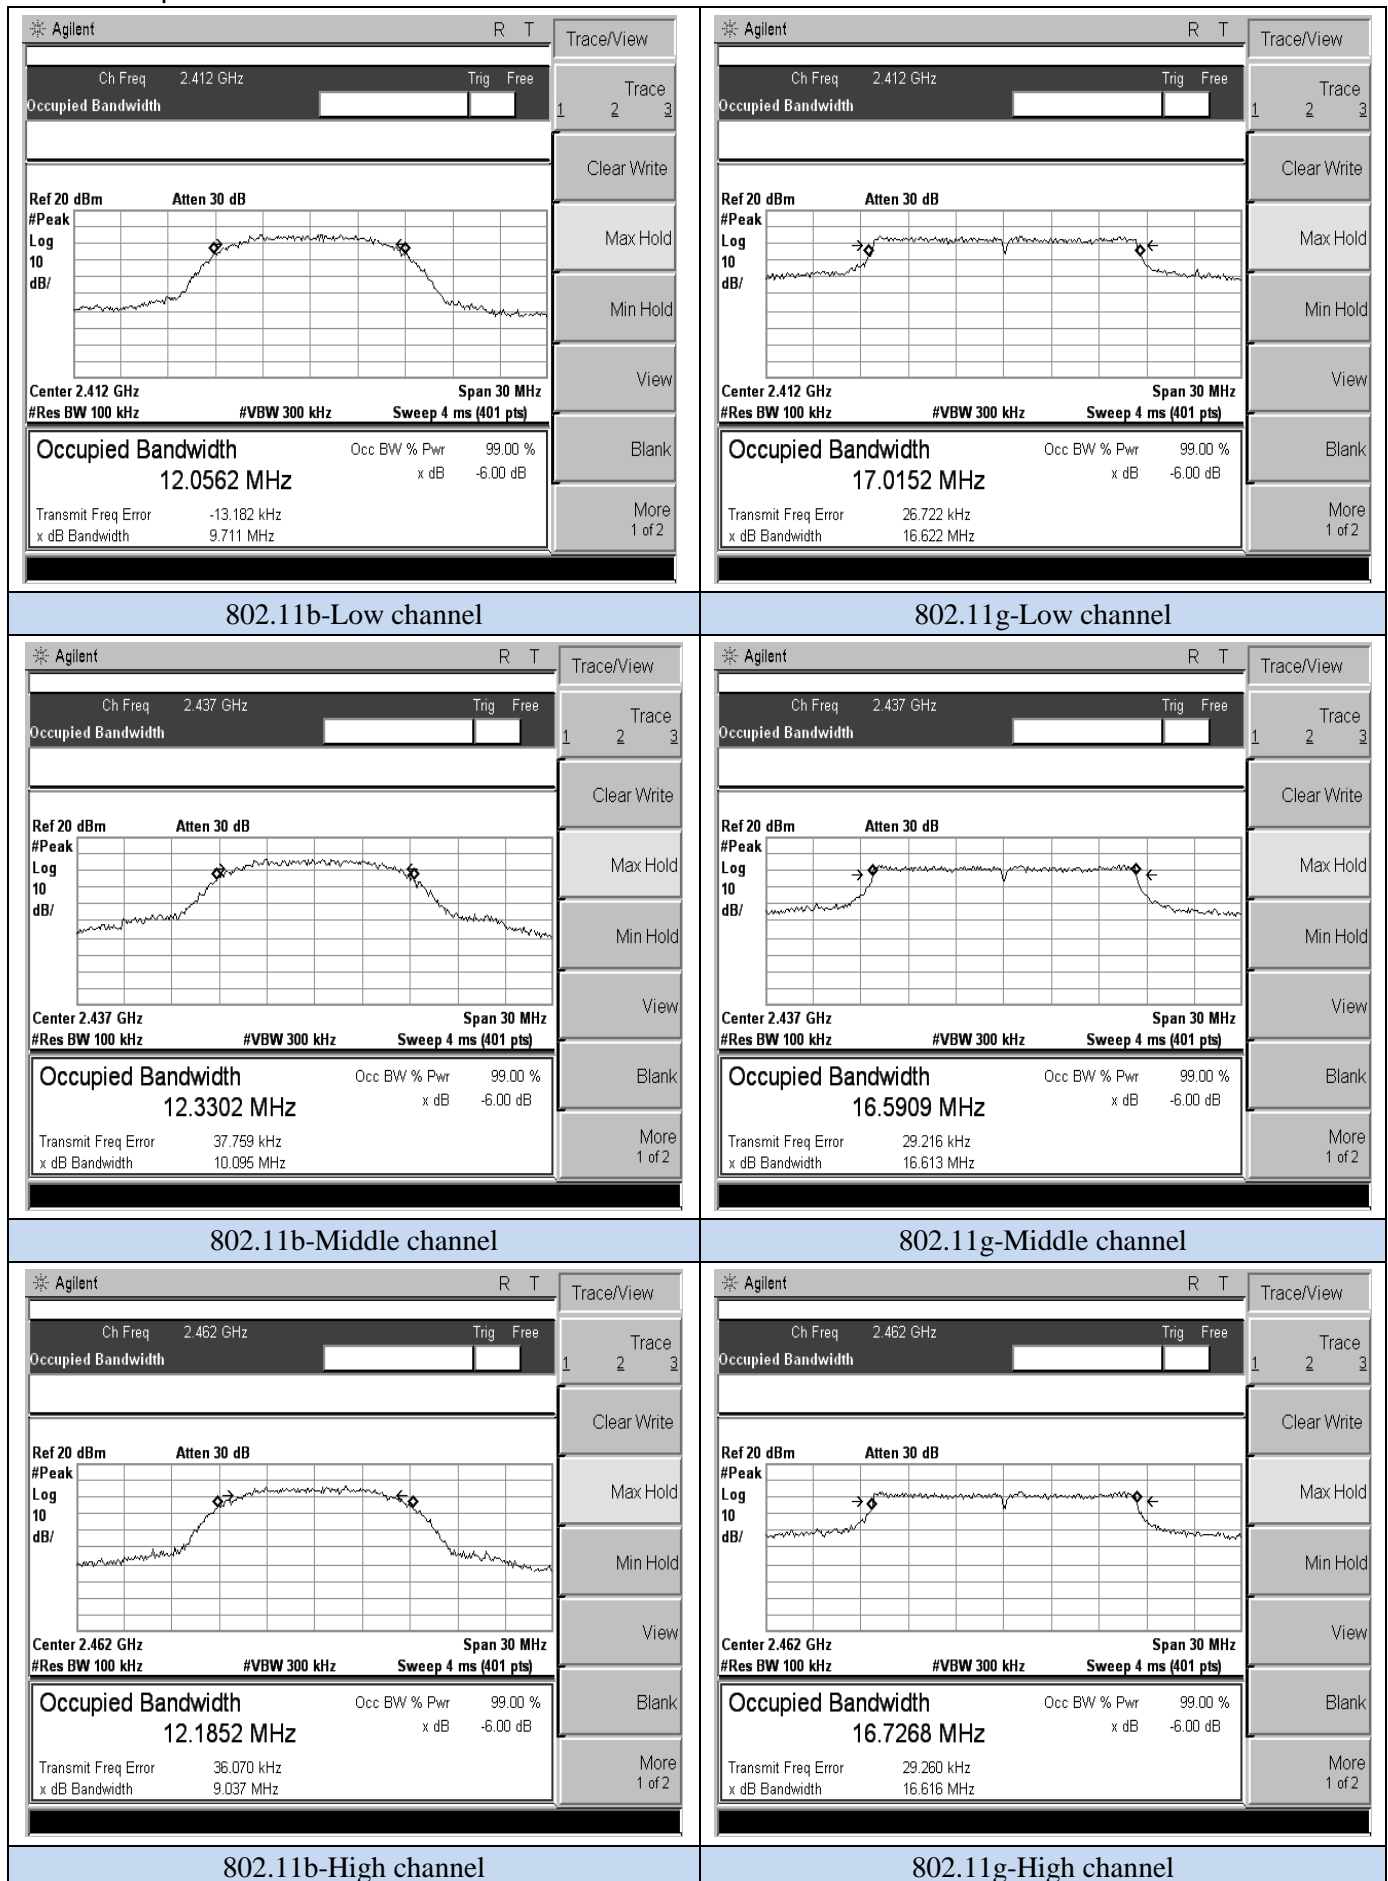 Agilent R T Trace/View
Ch Freq 2.412 GHz Trig Free
Occupied Bandwidth
Trace
1 2 3
Clear Write
Ref 20 dBm Atten 30 dB
#Peak
Log
10
dB/
Max Hold
Min Hold
View
Center 2.412 GHz Span 30 MHz
#Res BW 100 kHz #VBW 300 kHz Sweep 4 ms (401 pts)
Occupied Bandwidth Occ BW % Pwr 99.00 %
12.0562 MHz x dB -6.00 dB
Blank
Transmit Freq Error -13.182 kHz
x dB Bandwidth 9.711 MHz
More
1 of 2
802.11b-Low channel
Agilent R T Trace/View
Ch Freq 2.412 GHz Trig Free
Occupied Bandwidth
Trace
1 2 3
Clear Write
Ref 20 dBm Atten 30 dB
#Peak
Log
10
dB/
Max Hold
Min Hold
View
Center 2.412 GHz Span 30 MHz
#Res BW 100 kHz #VBW 300 kHz Sweep 4 ms (401 pts)
Occupied Bandwidth Occ BW % Pwr 99.00 %
17.0152 MHz x dB -6.00 dB
Blank
Transmit Freq Error 26.722 kHz
x dB Bandwidth 16.622 MHz
More
1 of 2
802.11g-Low channel
Agilent R T Trace/View
Ch Freq 2.437 GHz Trig Free
Occupied Bandwidth
Trace
1 2 3
Clear Write
Ref 20 dBm Atten 30 dB
#Peak
Log
10
dB/
Max Hold
Min Hold
View
Center 2.437 GHz Span 30 MHz
#Res BW 100 kHz #VBW 300 kHz Sweep 4 ms (401 pts)
Occupied Bandwidth Occ BW % Pwr 99.00 %
12.3302 MHz x dB -6.00 dB
Blank
Transmit Freq Error 37.759 kHz
x dB Bandwidth 10.095 MHz
More
1 of 2
802.11b-Middle channel
Agilent R T Trace/View
Ch Freq 2.437 GHz Trig Free
Occupied Bandwidth
Trace
1 2 3
Clear Write
Ref 20 dBm Atten 30 dB
#Peak
Log
10
dB/
Max Hold
Min Hold
View
Center 2.437 GHz Span 30 MHz
#Res BW 100 kHz #VBW 300 kHz Sweep 4 ms (401 pts)
Occupied Bandwidth Occ BW % Pwr 99.00 %
16.5909 MHz x dB -6.00 dB
Blank
Transmit Freq Error 29.216 kHz
x dB Bandwidth 16.613 MHz
More
1 of 2
802.11g-Middle channel
Agilent R T Trace/View
Ch Freq 2.462 GHz Trig Free
Occupied Bandwidth
Trace
1 2 3
Clear Write
Ref 20 dBm Atten 30 dB
#Peak
Log
10
dB/
Max Hold
Min Hold
View
Center 2.462 GHz Span 30 MHz
#Res BW 100 kHz #VBW 300 kHz Sweep 4 ms (401 pts)
Occupied Bandwidth Occ BW % Pwr 99.00 %
12.1852 MHz x dB -6.00 dB
Blank
Transmit Freq Error 36.070 kHz
x dB Bandwidth 9.037 MHz
More
1 of 2
802.11b-High channel
Agilent R T Trace/View
Ch Freq 2.462 GHz Trig Free
Occupied Bandwidth
Trace
1 2 3
Clear Write
Ref 20 dBm Atten 30 dB
#Peak
Log
10
dB/
Max Hold
Min Hold
View
Center 2.462 GHz Span 30 MHz
#Res BW 100 kHz #VBW 300 kHz Sweep 4 ms (401 pts)
Occupied Bandwidth Occ BW % Pwr 99.00 %
16.7268 MHz x dB -6.00 dB
Blank
Transmit Freq Error 29.260 kHz
x dB Bandwidth 16.616 MHz
More
1 of 2
802.11g-High channel